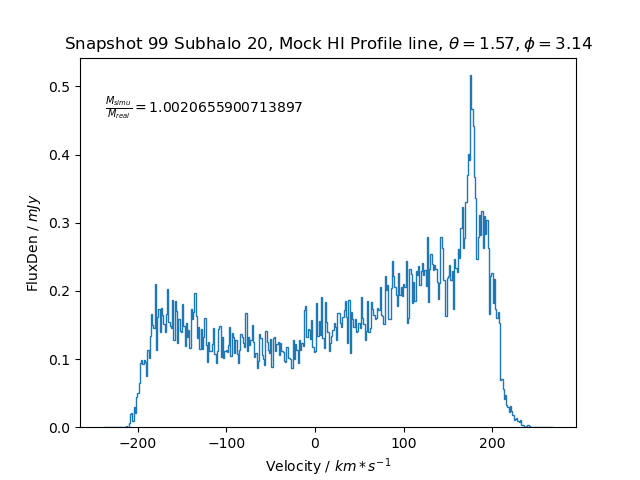 Snapshot 99 Subhalo 20, Mock HI Profile line, θ = 1.57, ϕ = 3.14
M_simu / M_real = 1.0020655900713897
FluxDen / mJy
0.5
0.4
0.3
0.2
0.1
0.0
−200 −100 0 100 200
Velocity / km * s⁻¹